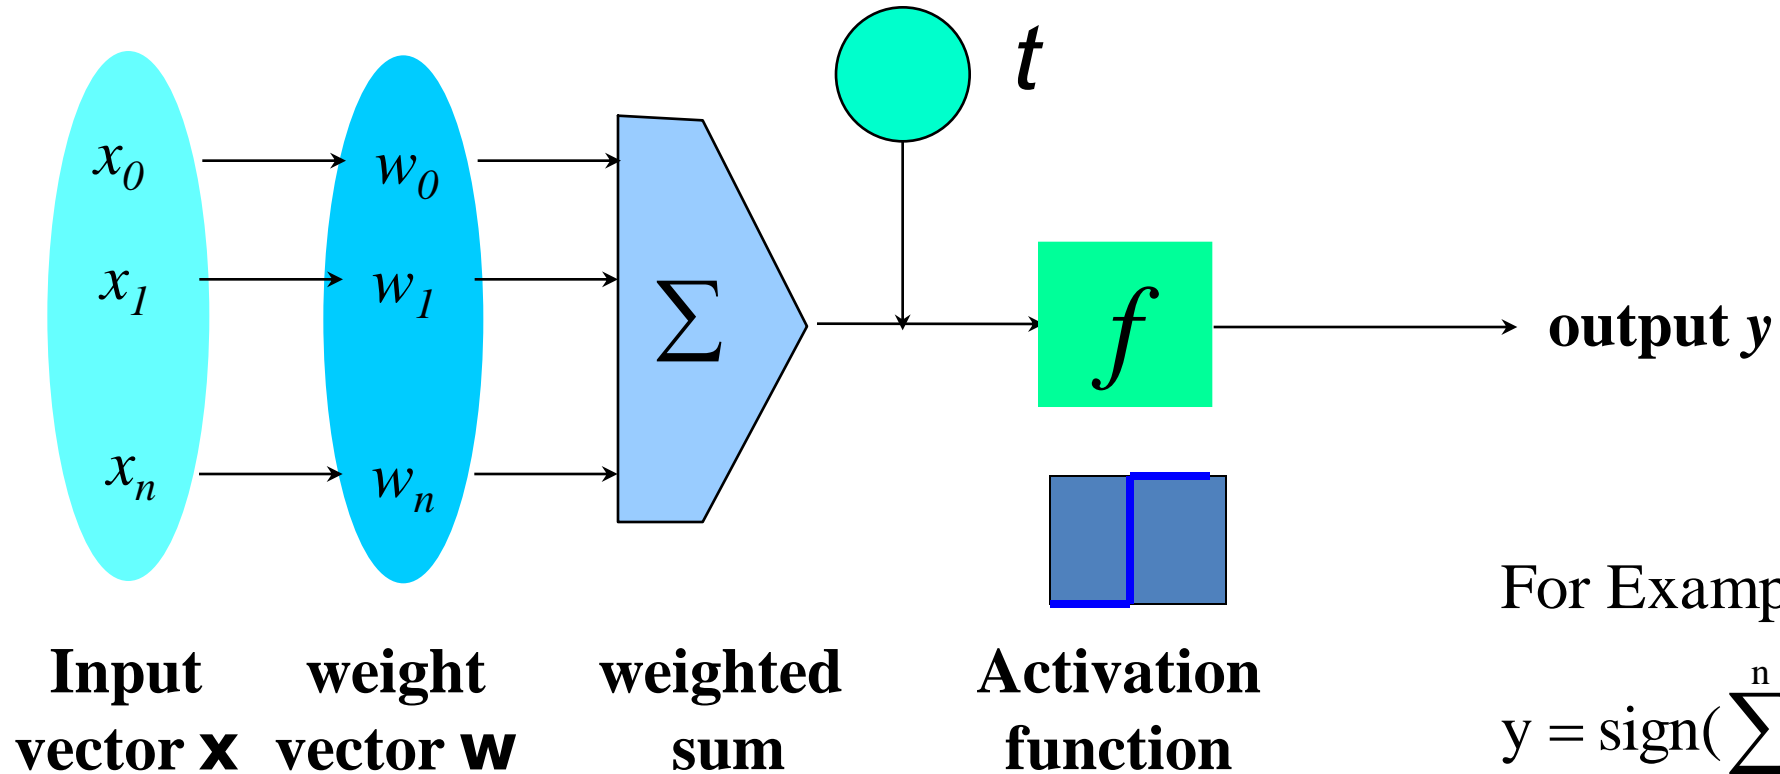 t
x0 w0
x1 w1
∑ f output y
xn wn
For Examp
Input weight weighted Activation
vector x vector w sum function
n
y = sign(∑